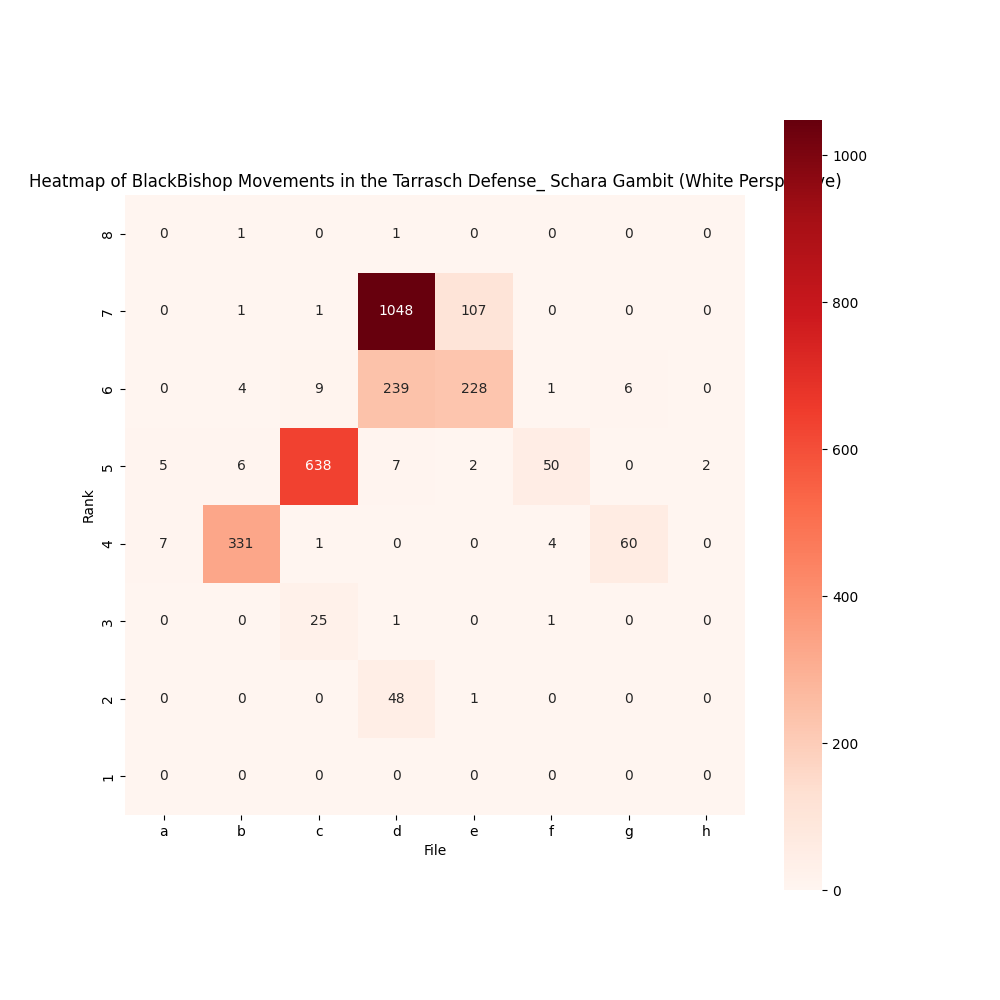 Heatmap of BlackBishop Movements in the Tarrasch Defense_ Schara Gambit (White Perspective)
8 0 1 0 1 0 0 0 0
7 0 1 1 1048 107 0 0 0
6 0 4 9 239 228 1 6 0
5 5 6 638 7 2 50 0 2
4 7 331 1 0 0 4 60 0
3 0 0 25 1 0 1 0 0
2 0 0 0 48 1 0 0 0
1 0 0 0 0 0 0 0 0
a b c d e f g h
Rank
File
1000
800
600
400
200
0